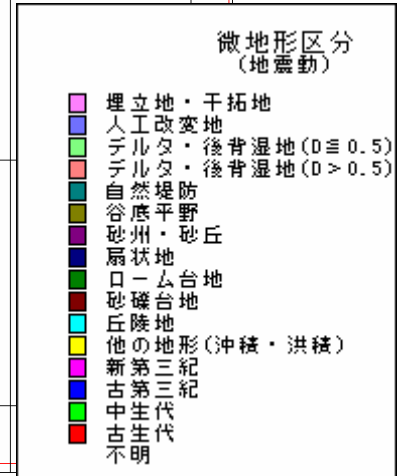 微地形区分
(地震動)
埋立地・干拓地
人工改変地
デルタ・後背湿地(D≦0.5)
デルタ・後背湿地(D>0.5)
自然堤防
谷底平野
砂州・砂丘
扇状地
ローム台地
砂礫台地
丘陵地
他の地形(沖積・洪積)
新第三紀
古第三紀
中生代
古生代
不明